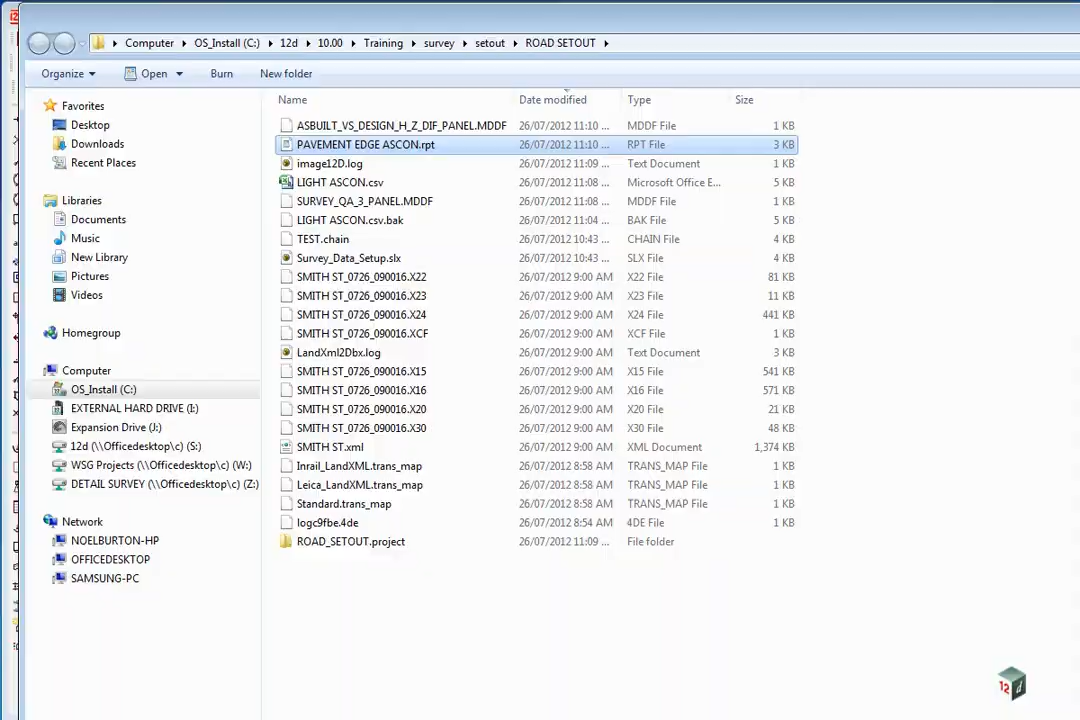 Computer OS_Install (C:) 12d 10.00 Training survey setout ROAD SETOUT
Organize Open Burn New folder
Favorites
Desktop
Downloads
Recent Places
Libraries
Documents
Music
New Library
Pictures
Videos
Homegroup
Computer
OS_Install (C:)
EXTERNAL HARD DRIVE (I:)
Expansion Drive (J:)
12d (\\Officedesktop\c) (S:)
WSG Projects (\\Officedesktop\c) (W:)
DETAIL SURVEY (\\Officedesktop\c) (Z:)
Network
NOELBURTON-HP
OFFICEDESKTOP
SAMSUNG-PC
Name Date modified Type Size
ASBUILT_VS_DESIGN_H_Z_DIF_PANEL.MDDF 26/07/2012 11:10 ... MDDF File 1 KB
PAVEMENT EDGE ASCON.rpt 26/07/2012 11:10 ... RPT File 3 KB
image12D.log 26/07/2012 11:09 ... Text Document 1 KB
LIGHT ASCON.csv 26/07/2012 11:08 ... Microsoft Office E... 5 KB
SURVEY_QA_3_PANEL.MDDF 26/07/2012 11:08 ... MDDF File 1 KB
LIGHT ASCON.csv.bak 26/07/2012 11:04 ... BAK File 5 KB
TEST.chain 26/07/2012 10:43 ... CHAIN File 4 KB
Survey_Data_Setup.slx 26/07/2012 10:43 ... SLX File 4 KB
SMITH ST_0726_090016.X22 26/07/2012 9:00 AM X22 File 81 KB
SMITH ST_0726_090016.X23 26/07/2012 9:00 AM X23 File 11 KB
SMITH ST_0726_090016.X24 26/07/2012 9:00 AM X24 File 441 KB
SMITH ST_0726_090016.XCF 26/07/2012 9:00 AM XCF File 1 KB
LandXml2Dbx.log 26/07/2012 9:00 AM Text Document 3 KB
SMITH ST_0726_090016.X15 26/07/2012 9:00 AM X15 File 541 KB
SMITH ST_0726_090016.X16 26/07/2012 9:00 AM X16 File 571 KB
SMITH ST_0726_090016.X20 26/07/2012 9:00 AM X20 File 21 KB
SMITH ST_0726_090016.X30 26/07/2012 9:00 AM X30 File 48 KB
SMITH ST.xml 26/07/2012 9:00 AM XML Document 1,374 KB
Inrail_LandXML.trans_map 26/07/2012 8:58 AM TRANS_MAP File 1 KB
Leica_LandXML.trans_map 26/07/2012 8:58 AM TRANS_MAP File 1 KB
Standard.trans_map 26/07/2012 8:58 AM TRANS_MAP File 1 KB
logc9fbe.4de 26/07/2012 8:54 AM 4DE File 1 KB
ROAD_SETOUT.project 26/07/2012 11:09 ... File folder
12 d